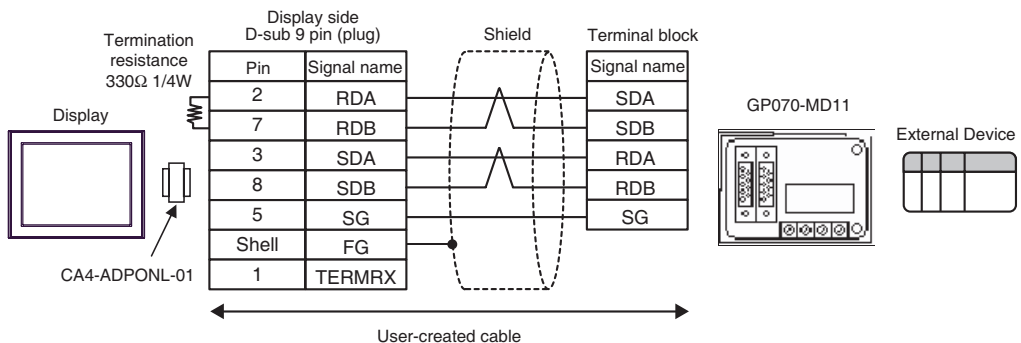 Display side
D-sub 9 pin (plug)
Shield
Terminal block
Termination
resistance
330Ω 1/4W
Pin
Signal name
Signal name
2
RDA
SDA
7
RDB
SDB
3
SDA
RDA
8
SDB
RDB
5
SG
SG
Shell
FG
1
TERMRX
Display
CA4-ADPONL-01
GP070-MD11
External Device
User-created cable